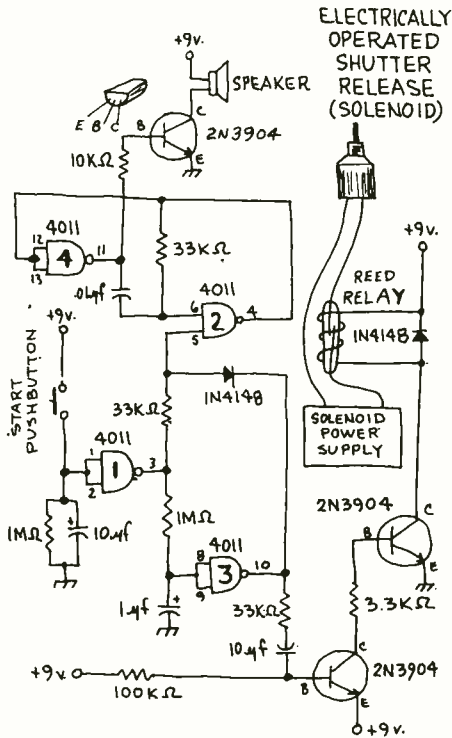 ELECTRICALLY
OPERATED
SHUTTER
RELEASE
(SOLENOID)
+9v.
SPEAKER
E B C
B
C
E
2N3904
10KΩ
4011
12
13
4
11
33KΩ
.01µf
4011
6
5
2
4
+9v.
REED
RELAY
1N4148
+9v.
START
PUSHBUTTON
1N4148
33KΩ
SOLENOID
POWER
SUPPLY
4011
1
2
1
3
1MΩ
10µf
1MΩ
4011
8
9
3
10
2N3904
C
B
E
1µf
33KΩ
3.3KΩ
10µf
+9v.
100KΩ
B
C
E
2N3904
+9v.